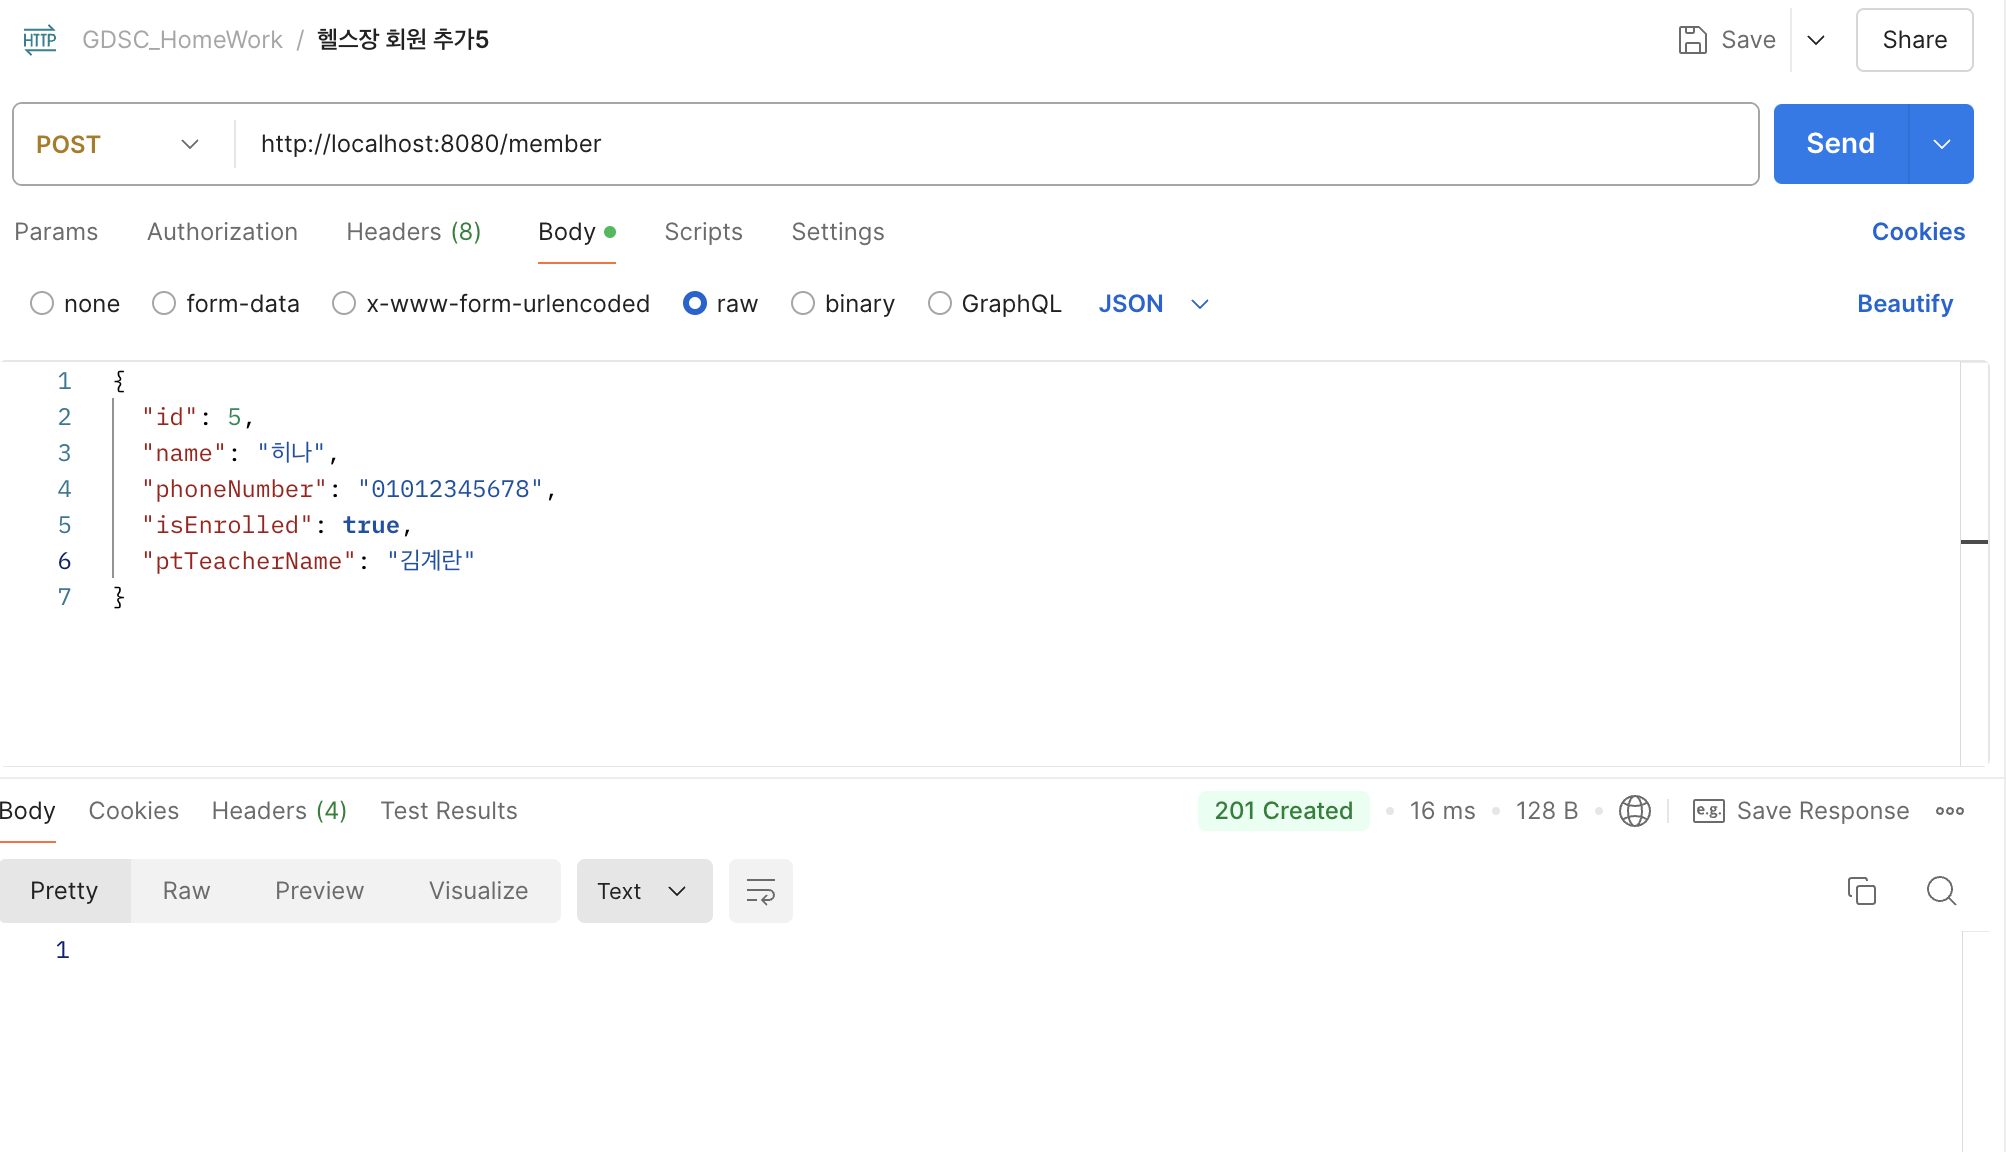 HTTP GDSC_HomeWork / 헬스장 회원 추가5 Save Share
POST http://localhost:8080/member Send
Params Authorization Headers (8) Body Scripts Settings Cookies
none form-data x-www-form-urlencoded raw binary GraphQL JSON Beautify
1 {
2 "id": 5,
3 "name": "히나",
4 "phoneNumber": "01012345678",
5 "isEnrolled": true,
6 "ptTeacherName": "김계란"
7 }
Body Cookies Headers (4) Test Results 201 Created • 16 ms • 128 B • e.g. Save Response
Pretty Raw Preview Visualize Text
1